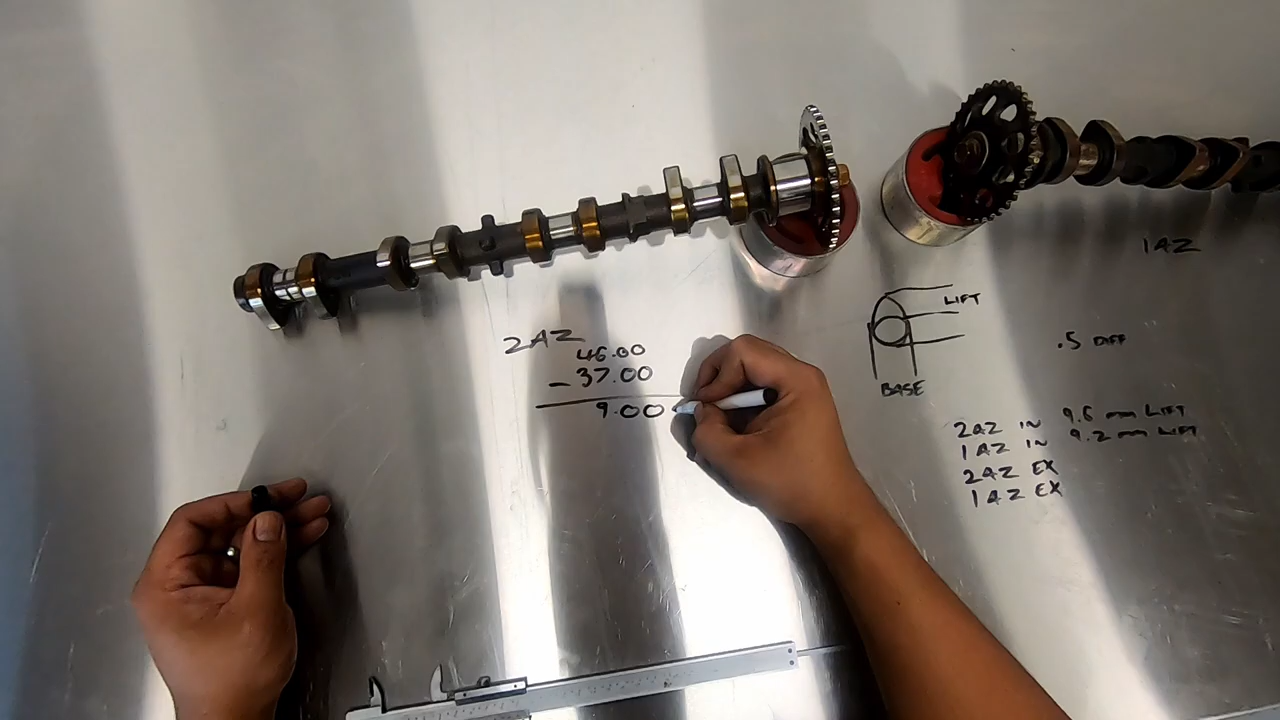 2AZ
46.00
- 37.00
9.00
1AZ
LIFT
BASE
.5 DIFF
2AZ IN 9.6 mm LIFT
1AZ IN 9.2 mm LIFT
2AZ EX
1AZ EX